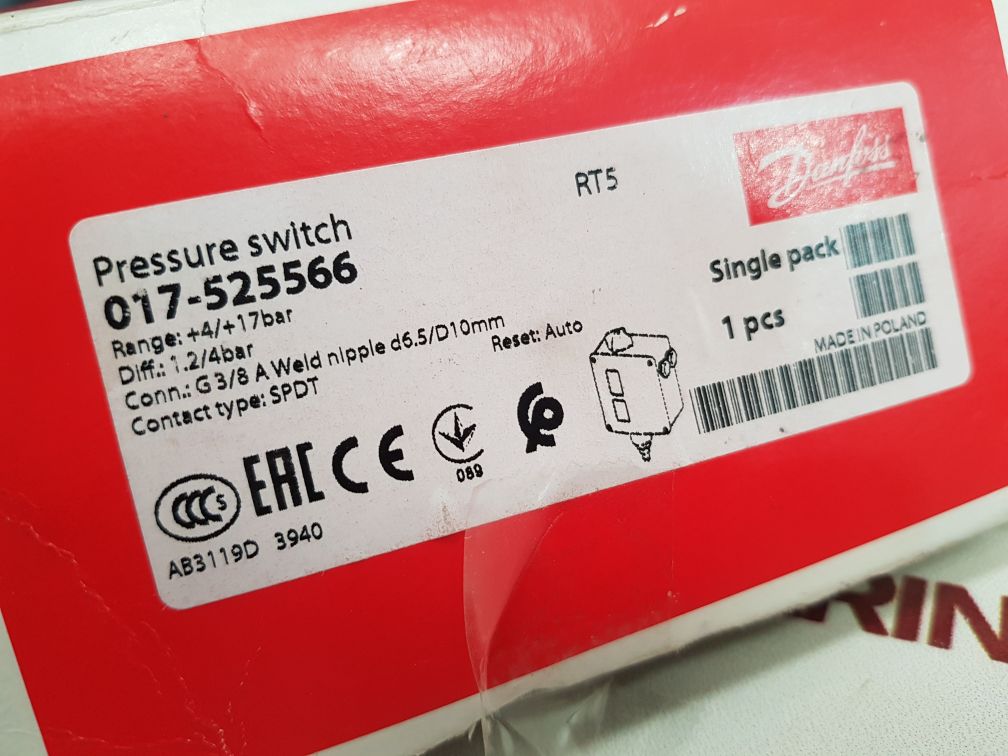 RT5
Danfoss
Pressure switch
017-525566
Range: +4/+17bar
Diff.: 1.2/4bar
Conn.: G 3/8 A Weld nipple d6.5/D10mm
Contact type: SPDT
Reset: Auto
Single pack
1 pcs
MADE IN POLAND
CCC S
EAC CE
089
AB3119D 3940
RIN